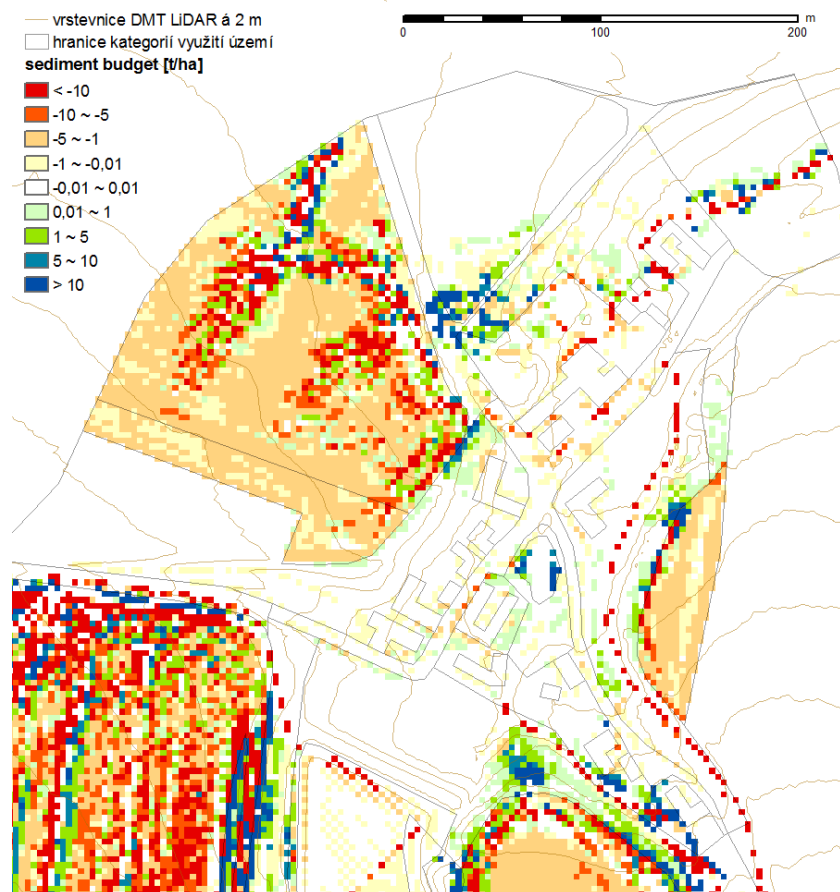 vrstevnice DMT LiDAR á 2 m
hranice kategorií využití území
sediment budget [t/ha]
< -10
-10 ~ -5
-5 ~ -1
-1 ~ -0,01
-0,01 ~ 0,01
0,01 ~ 1
1 ~ 5
5 ~ 10
> 10
m
0 100 200